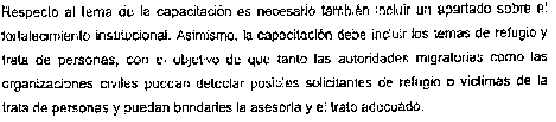 Respecto al tema de la capacitación es necesario también incluir un apartado sobre el
fortalecimiento institucional. Asimismo, la capacitación debe incluir los temas de refugio y
trata de personas, con el objetivo de que tanto las autoridades migratorias como las
organizaciones civiles puedan detectar posibles solicitantes de refugio o víctimas de la
trata de personas y puedan brindarles la asesoría y el trato adecuado.